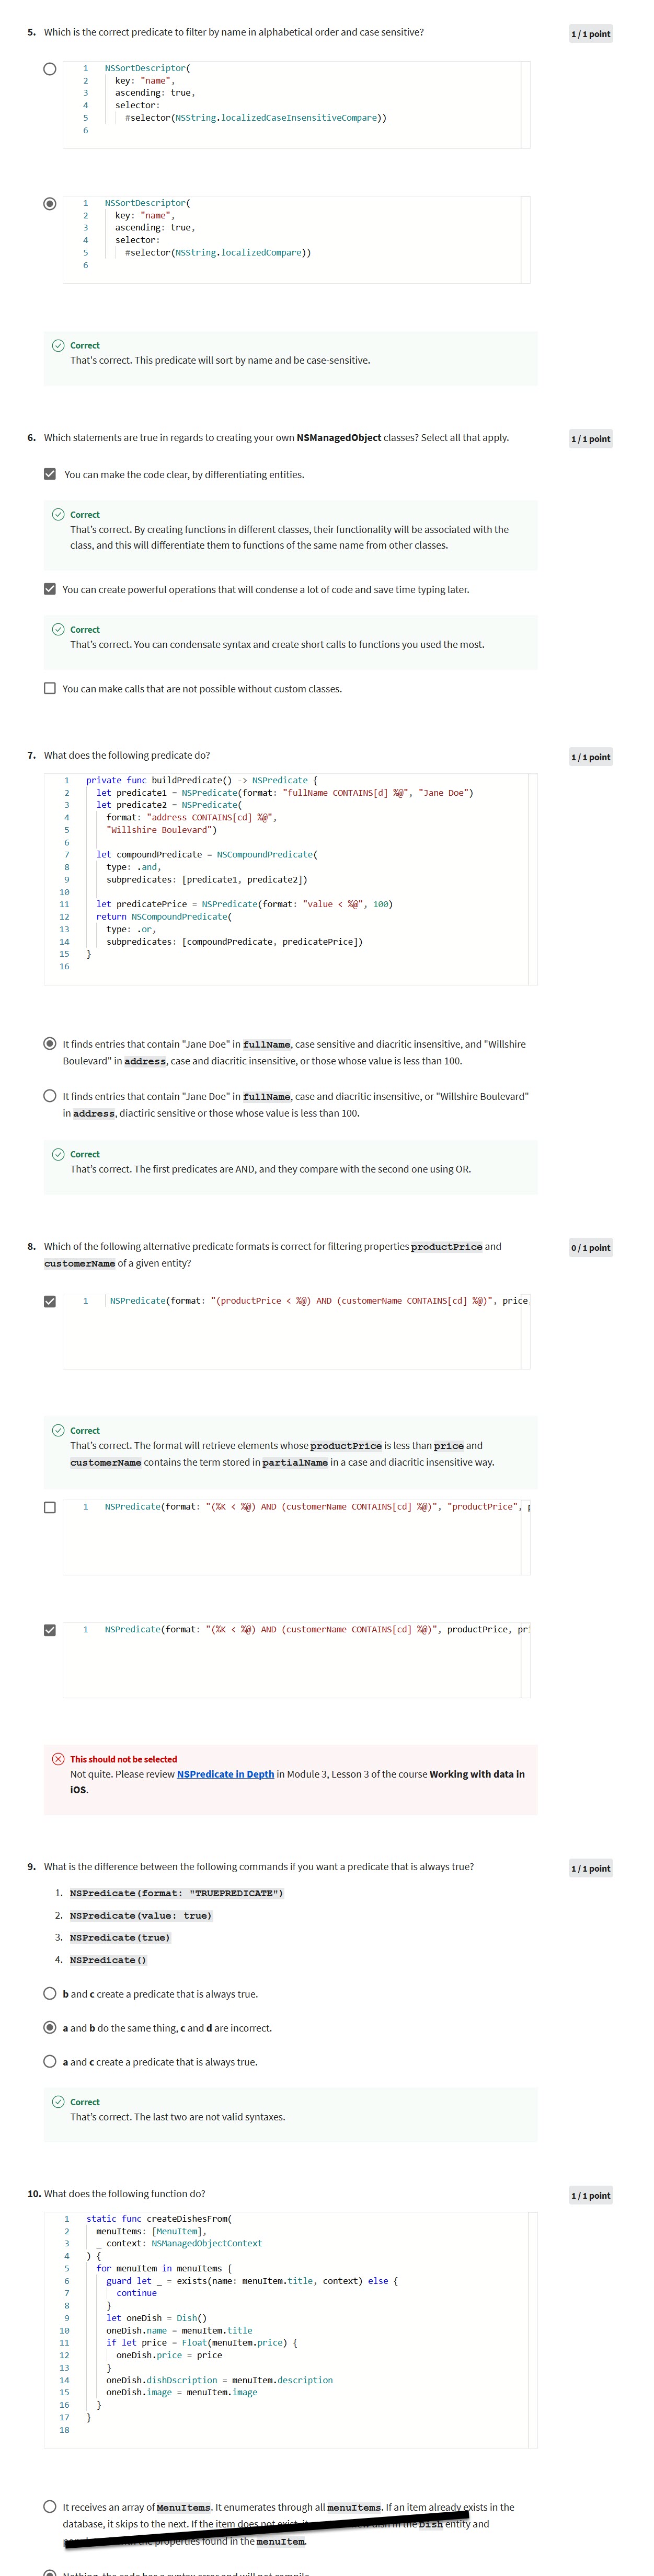 5. Which is the correct predicate to filter by name in alphabetical order and case sensitive?
1 / 1 point
1 NSSortDescriptor(
2 key: "name",
3 ascending: true,
4 selector:
5 #selector(NSString.localizedCaseInsensitiveCompare))
6
1 NSSortDescriptor(
2 key: "name",
3 ascending: true,
4 selector:
5 #selector(NSString.localizedCompare))
6
Correct
That's correct. This predicate will sort by name and be case-sensitive.
6. Which statements are true in regards to creating your own NSManagedObject classes? Select all that apply.
1 / 1 point
You can make the code clear, by differentiating entities.
Correct
That's correct. By creating functions in different classes, their functionality will be associated with the
class, and this will differentiate them to functions of the same name from other classes.
You can create powerful operations that will condense a lot of code and save time typing later.
Correct
That's correct. You can condensate syntax and create short calls to functions you used the most.
You can make calls that are not possible without custom classes.
7. What does the following predicate do?
1 / 1 point
1 private func buildPredicate() -> NSPredicate {
2 let predicate1 = NSPredicate(format: "fullName CONTAINS[d] %@", "Jane Doe")
3 let predicate2 = NSPredicate(
4 format: "address CONTAINS[cd] %@",
5 "Willshire Boulevard")
6
7 let compoundPredicate = NSCompoundPredicate(
8 type: .and,
9 subpredicates: [predicate1, predicate2])
10
11 let predicatePrice = NSPredicate(format: "value < %@", 100)
12 return NSCompoundPredicate(
13 type: .or,
14 subpredicates: [compoundPredicate, predicatePrice])
15 }
16
It finds entries that contain "Jane Doe" in fullName, case sensitive and diacritic insensitive, and "Willshire
Boulevard" in address, case and diacritic insensitive, or those whose value is less than 100.
It finds entries that contain "Jane Doe" in fullName, case and diacritic insensitive, or "Willshire Boulevard"
in address, diactiric sensitive or those whose value is less than 100.
Correct
That's correct. The first predicates are AND, and they compare with the second one using OR.
8. Which of the following alternative predicate formats is correct for filtering properties productPrice and
customerName of a given entity?
0 / 1 point
1 NSPredicate(format: "(productPrice < %@) AND (customerName CONTAINS[cd] %@)", price,
Correct
That's correct. The format will retrieve elements whose productPrice is less than price and
customerName contains the term stored in partialName in a case and diacritic insensitive way.
1 NSPredicate(format: "(%K < %@) AND (customerName CONTAINS[cd] %@)", "productPrice", p
1 NSPredicate(format: "(%K < %@) AND (customerName CONTAINS[cd] %@)", productPrice, pri
This should not be selected
Not quite. Please review NSPredicate in Depth in Module 3, Lesson 3 of the course Working with data in
iOS.
9. What is the difference between the following commands if you want a predicate that is always true?
1 / 1 point
1. NSPredicate(format: "TRUEPREDICATE")
2. NSPredicate(value: true)
3. NSPredicate(true)
4. NSPredicate()
b and c create a predicate that is always true.
a and b do the same thing, c and d are incorrect.
a and c create a predicate that is always true.
Correct
That's correct. The last two are not valid syntaxes.
10. What does the following function do?
1 / 1 point
1 static func createDishesFrom(
2 menuItems: [MenuItem],
3 _ context: NSManagedObjectContext
4 ) {
5 for menuItem in menuItems {
6 guard let _ = exists(name: menuItem.title, context) else {
7 continue
8 }
9 let oneDish = Dish()
10 oneDish.name = menuItem.title
11 if let price = Float(menuItem.price) {
12 oneDish.price = price
13 }
14 oneDish.dishDscription = menuItem.description
15 oneDish.image = menuItem.image
16 }
17 }
18
It receives an array of MenuItems. It enumerates through all menuItems. If an item already exists in the
database, it skips to the next. If the item does not exist, in the Dish entity and
properties found in the menuItem.